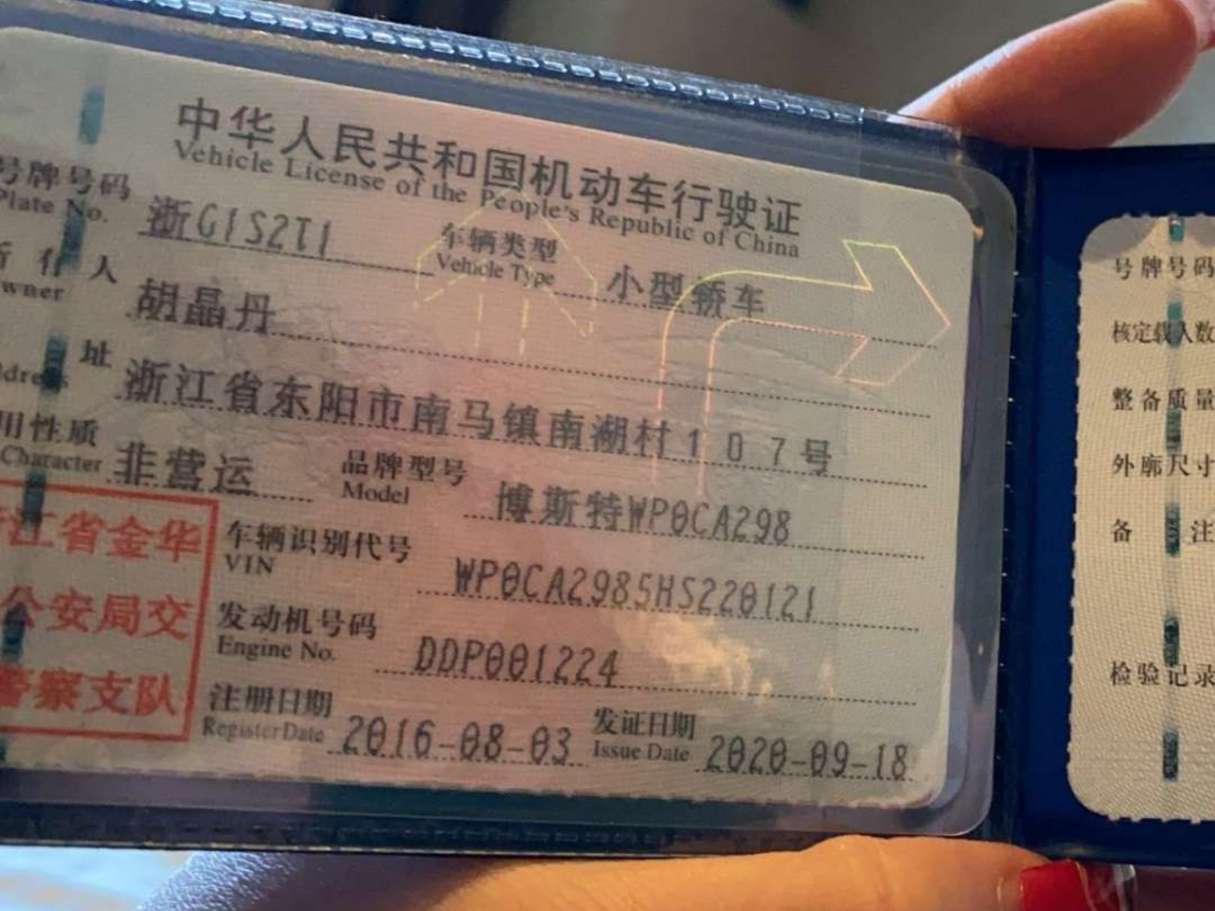 中华人民共和国机动车行驶证
Vehicle License of the People's Republic of China
号牌号码 浙G1S2T1 车辆类型 小型轿车
Plate No. Vehicle Type
所有人 胡晶丹
Owner
址 浙江省东阳市南马镇南湖村107号
Address
用性质 非营运 品牌型号 博斯特WP0CA298
Character Model
浙江省金华
公安局交
警察支队
车辆识别代号 WP0CA2985HS220121
VIN
发动机号码 DDP001224
Engine No.
注册日期 2016-08-03 发证日期 2020-09-18
Register Date Issue Date
号牌号码
核定载人数
整备质量
外廓尺寸
备注
检验记录